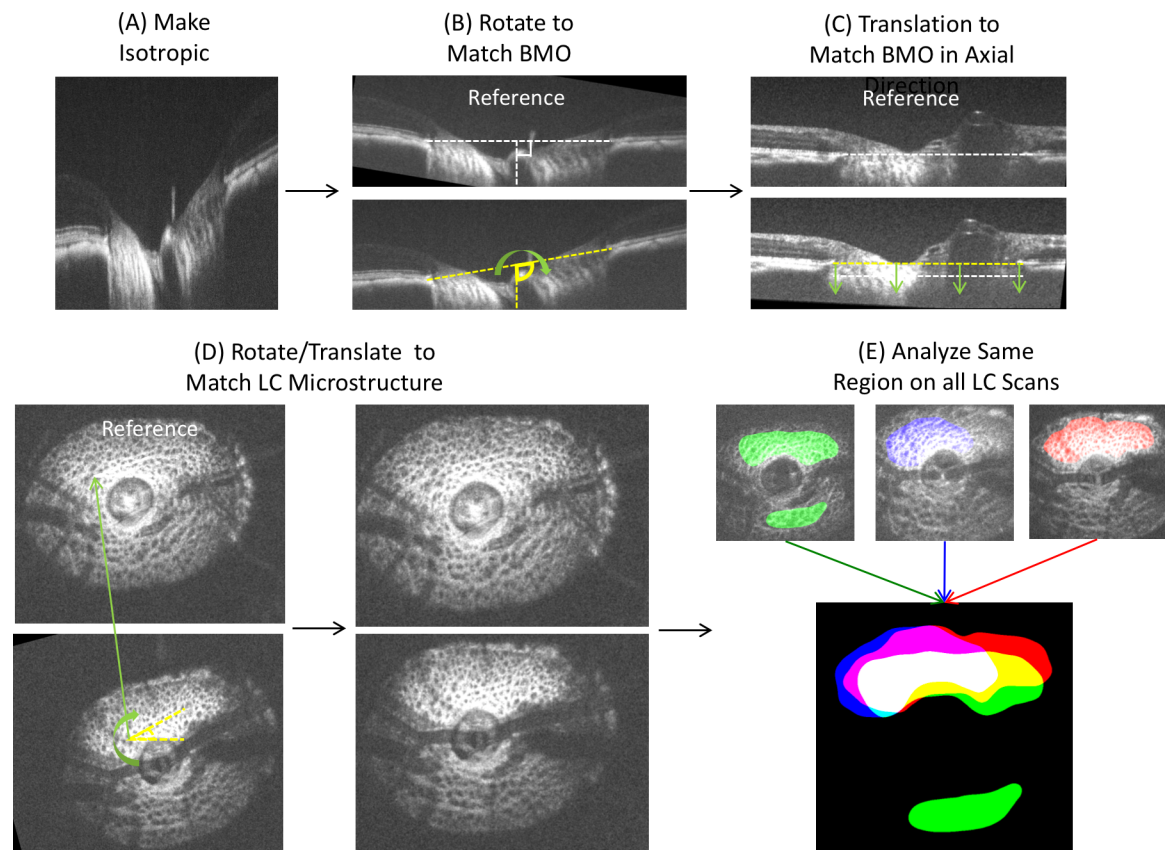 (A) Make
Isotropic
(B) Rotate to
Match BMO
(C) Translation to
Match BMO in Axial
Direction
Reference
Reference
(D) Rotate/Translate to
Match LC Microstructure
(E) Analyze Same
Region on all LC Scans
Reference